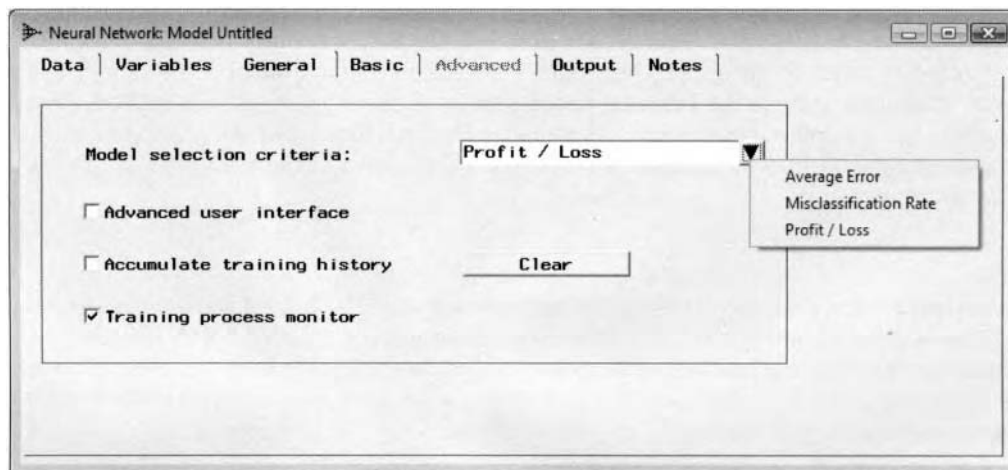 Neural Network: Model Untitled
Data Variables General Basic Advanced Output Notes
Model selection criteria: Profit / Loss
Average Error
Misclassification Rate
Profit / Loss
Advanced user interface
Accumulate training history Clear
Training process monitor